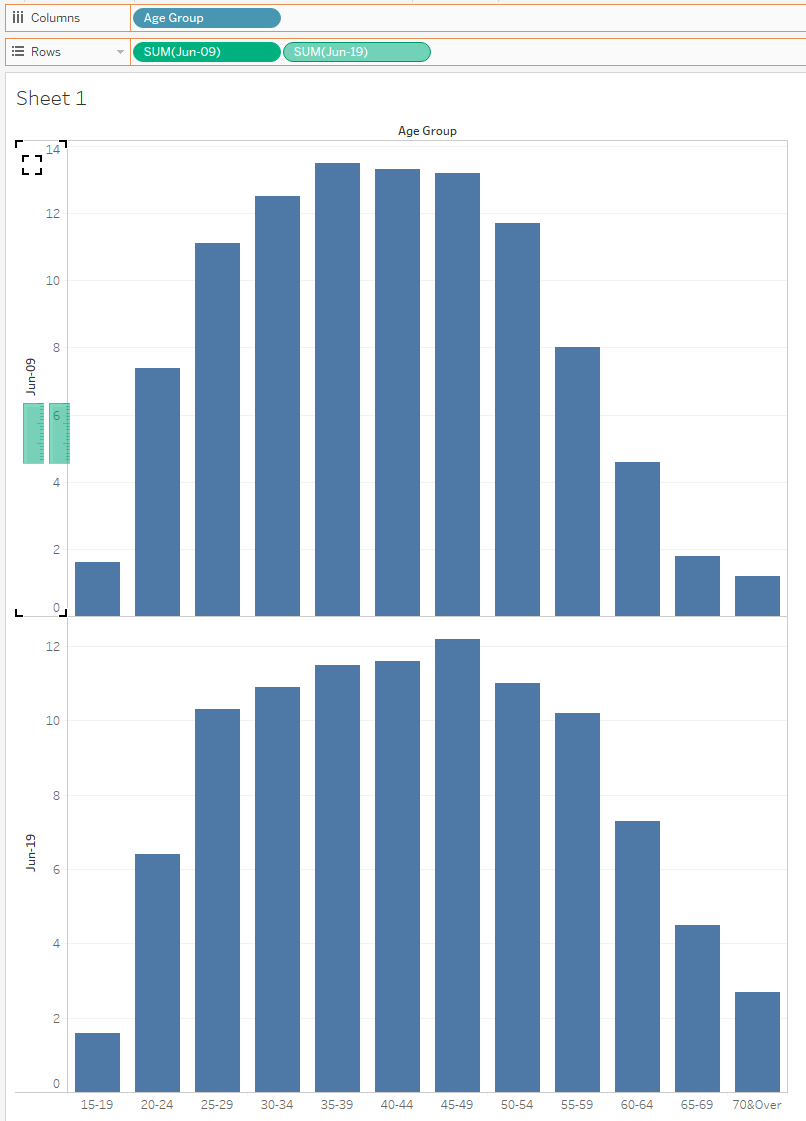 Columns Age Group
Rows SUM(Jun-09) SUM(Jun-19)
Sheet 1
Age Group
14
12
10
8
6
4
2
0
Jun-09
12
10
8
6
4
2
0
Jun-19
15-19 20-24 25-29 30-34 35-39 40-44 45-49 50-54 55-59 60-64 65-69 70&Over